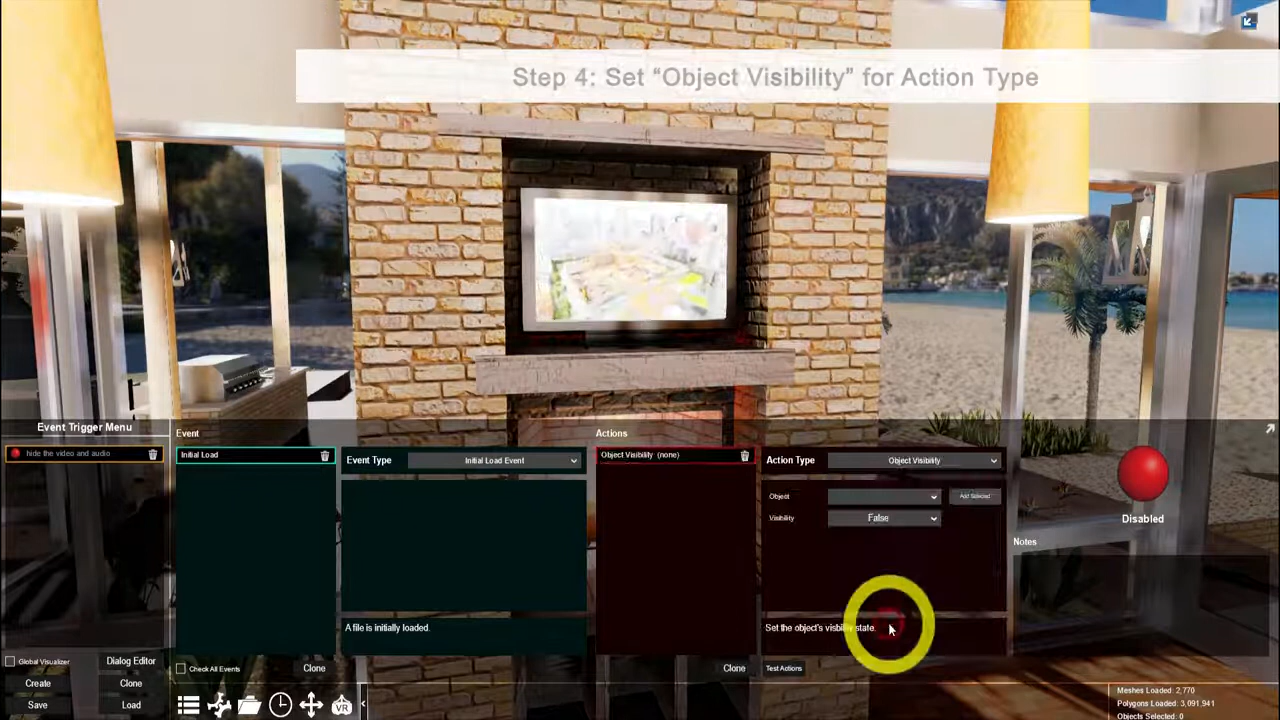 Step 4: Set “Object Visibility” for Action Type
Event Trigger Menu
hide the video and audio
Global Visualizer
Dialog Editor
Create
Clone
Save
Load
Event
Initial Load
Check All Events
Clone
Event Type
Initial Load Event
A file is initially loaded.
Actions
Object Visibility (none)
Clone
Action Type
Object Visibility
Object
Add Selected
Visibility
False
Set the object's visbility state.
Test Actions
Disabled
Notes
VR
Meshes Loaded: 2,770
Polygons Loaded: 3,091,941
Objects Selected: 0